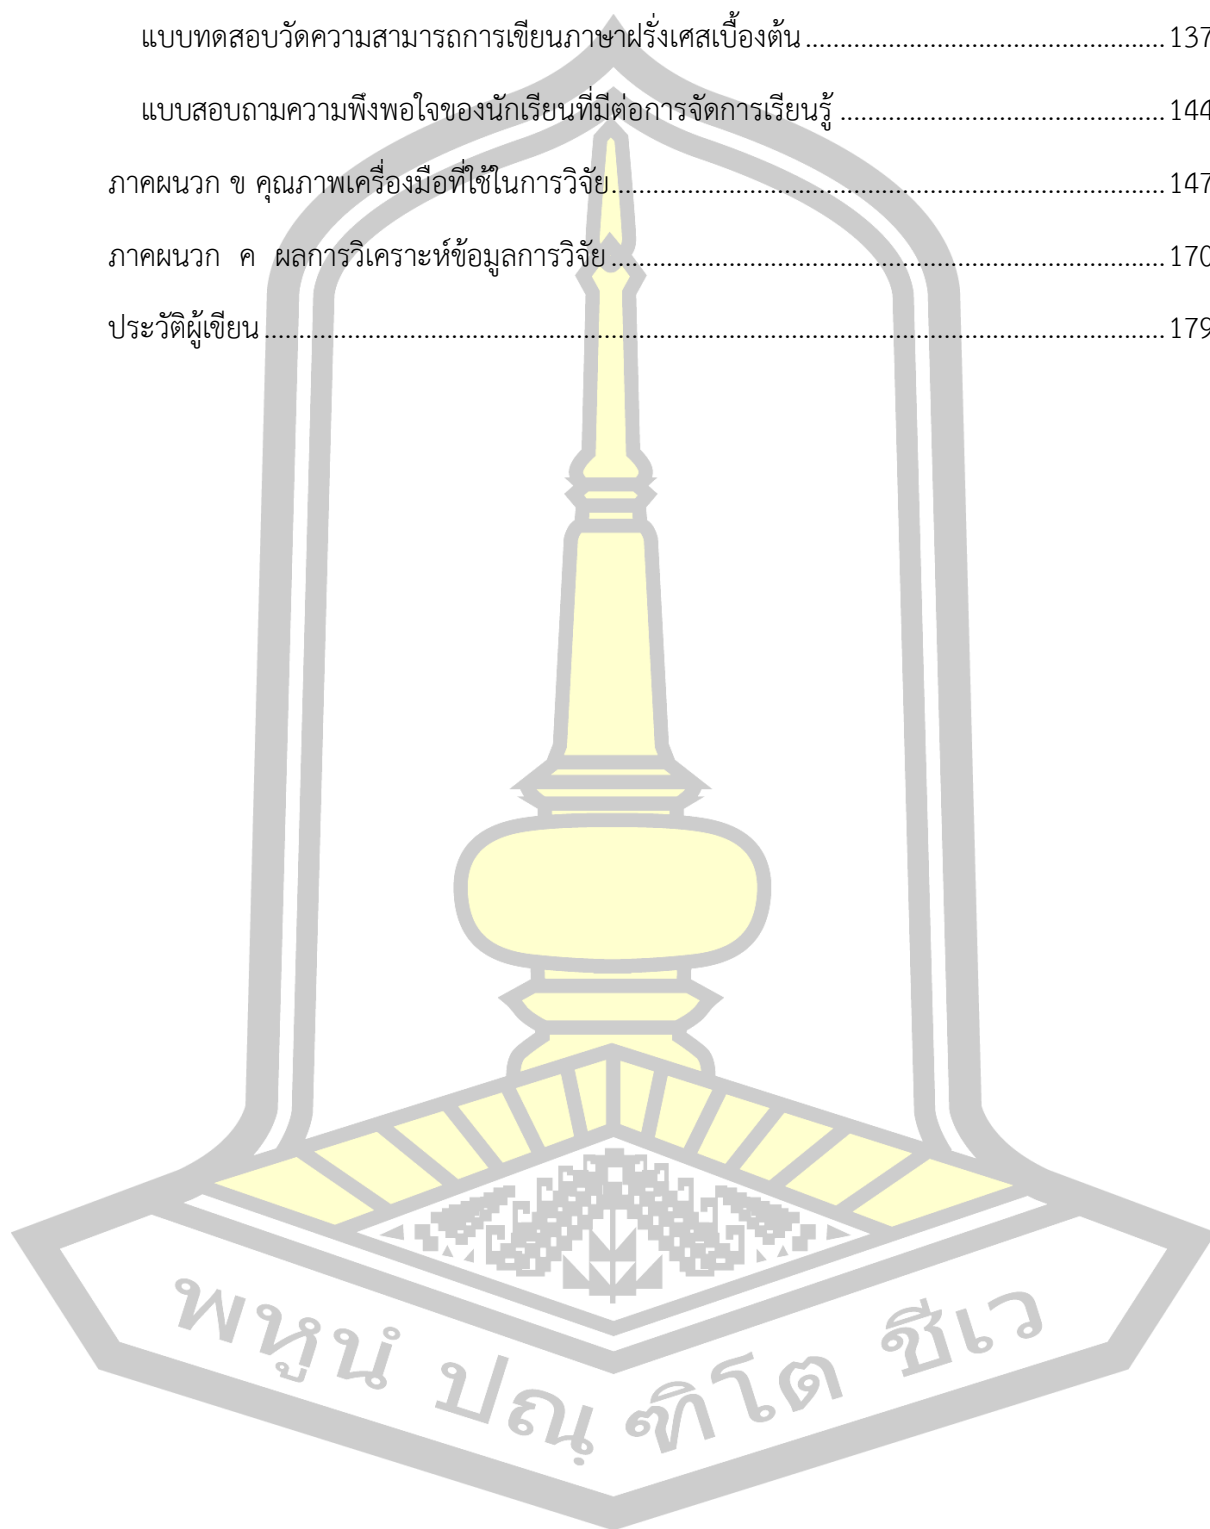 แบบทดสอบวัดความสามารถการเขียนภาษาฝรั่งเศสเบื้องต้น ........................................ 137
แบบสอบถามความพึงพอใจของนักเรียนที่มีต่อการจัดการเรียนรู้ .................................... 144
ภาคผนวก ข คุณภาพเครื่องมือที่ใช้ในการวิจัย............................................................. 147
ภาคผนวก ค ผลการวิเคราะห์ข้อมูลการวิจัย ............................................................. 170
ประวัติผู้เขียน .................................................................................................... 179
พหูนํ ปณฺฑิโต ชีเว